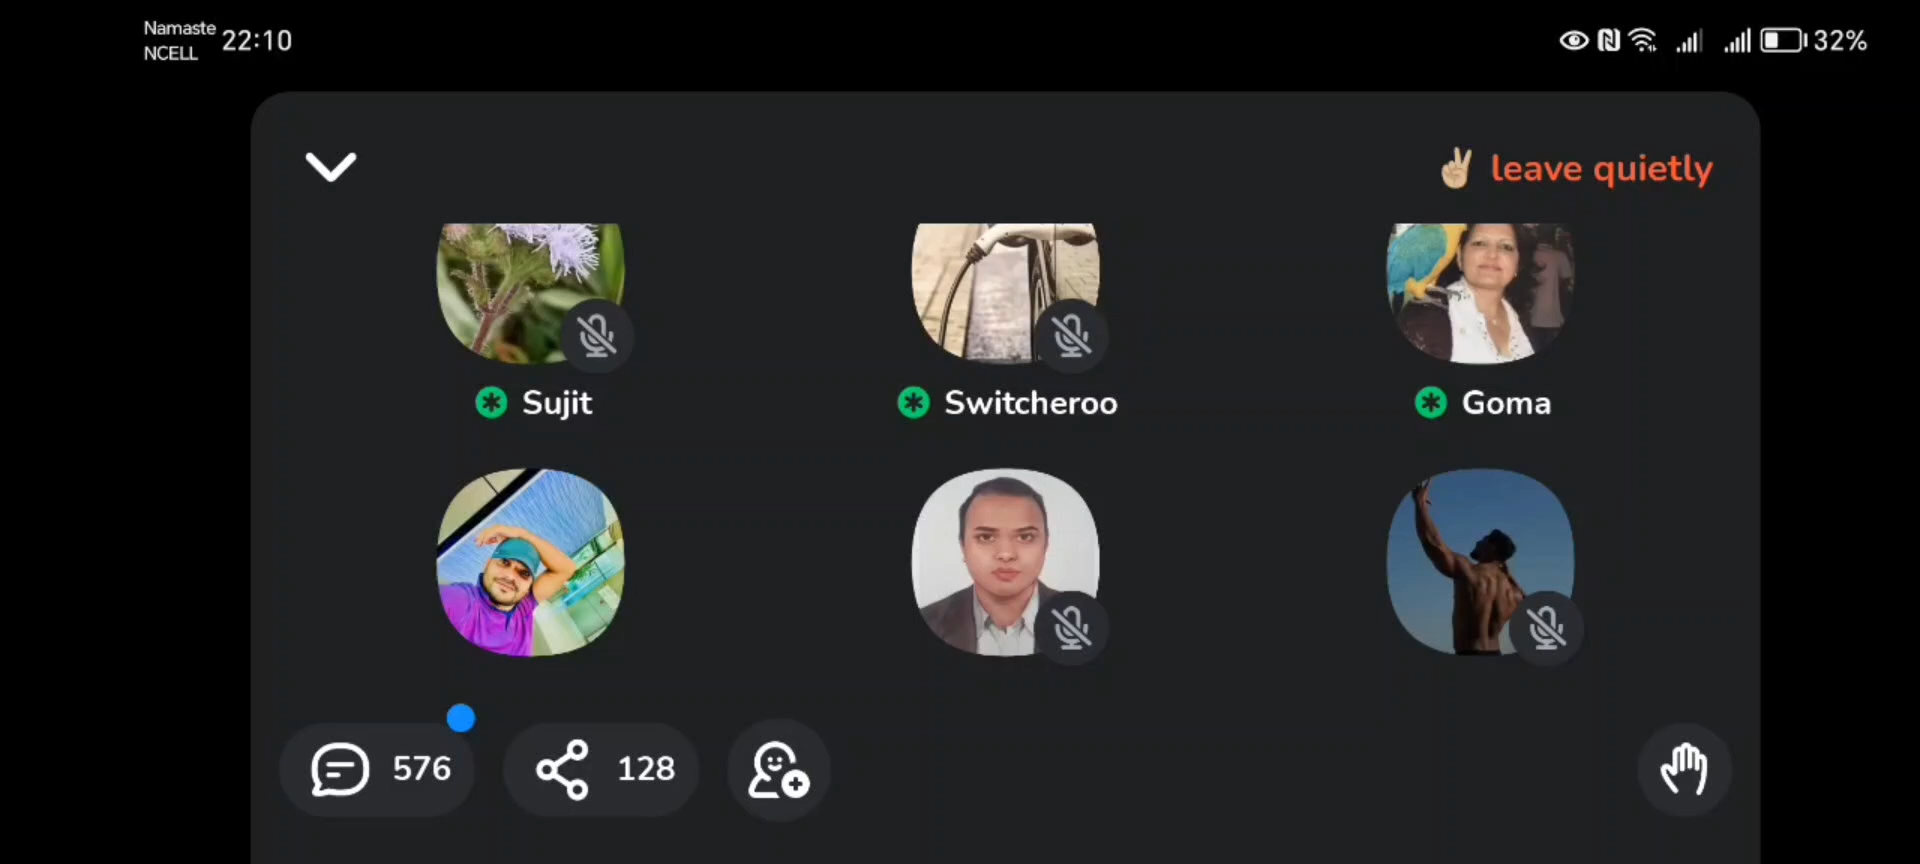 Namaste
NCELL
22:10
32%
leave quietly
Sujit
Switcheroo
Goma
576
128